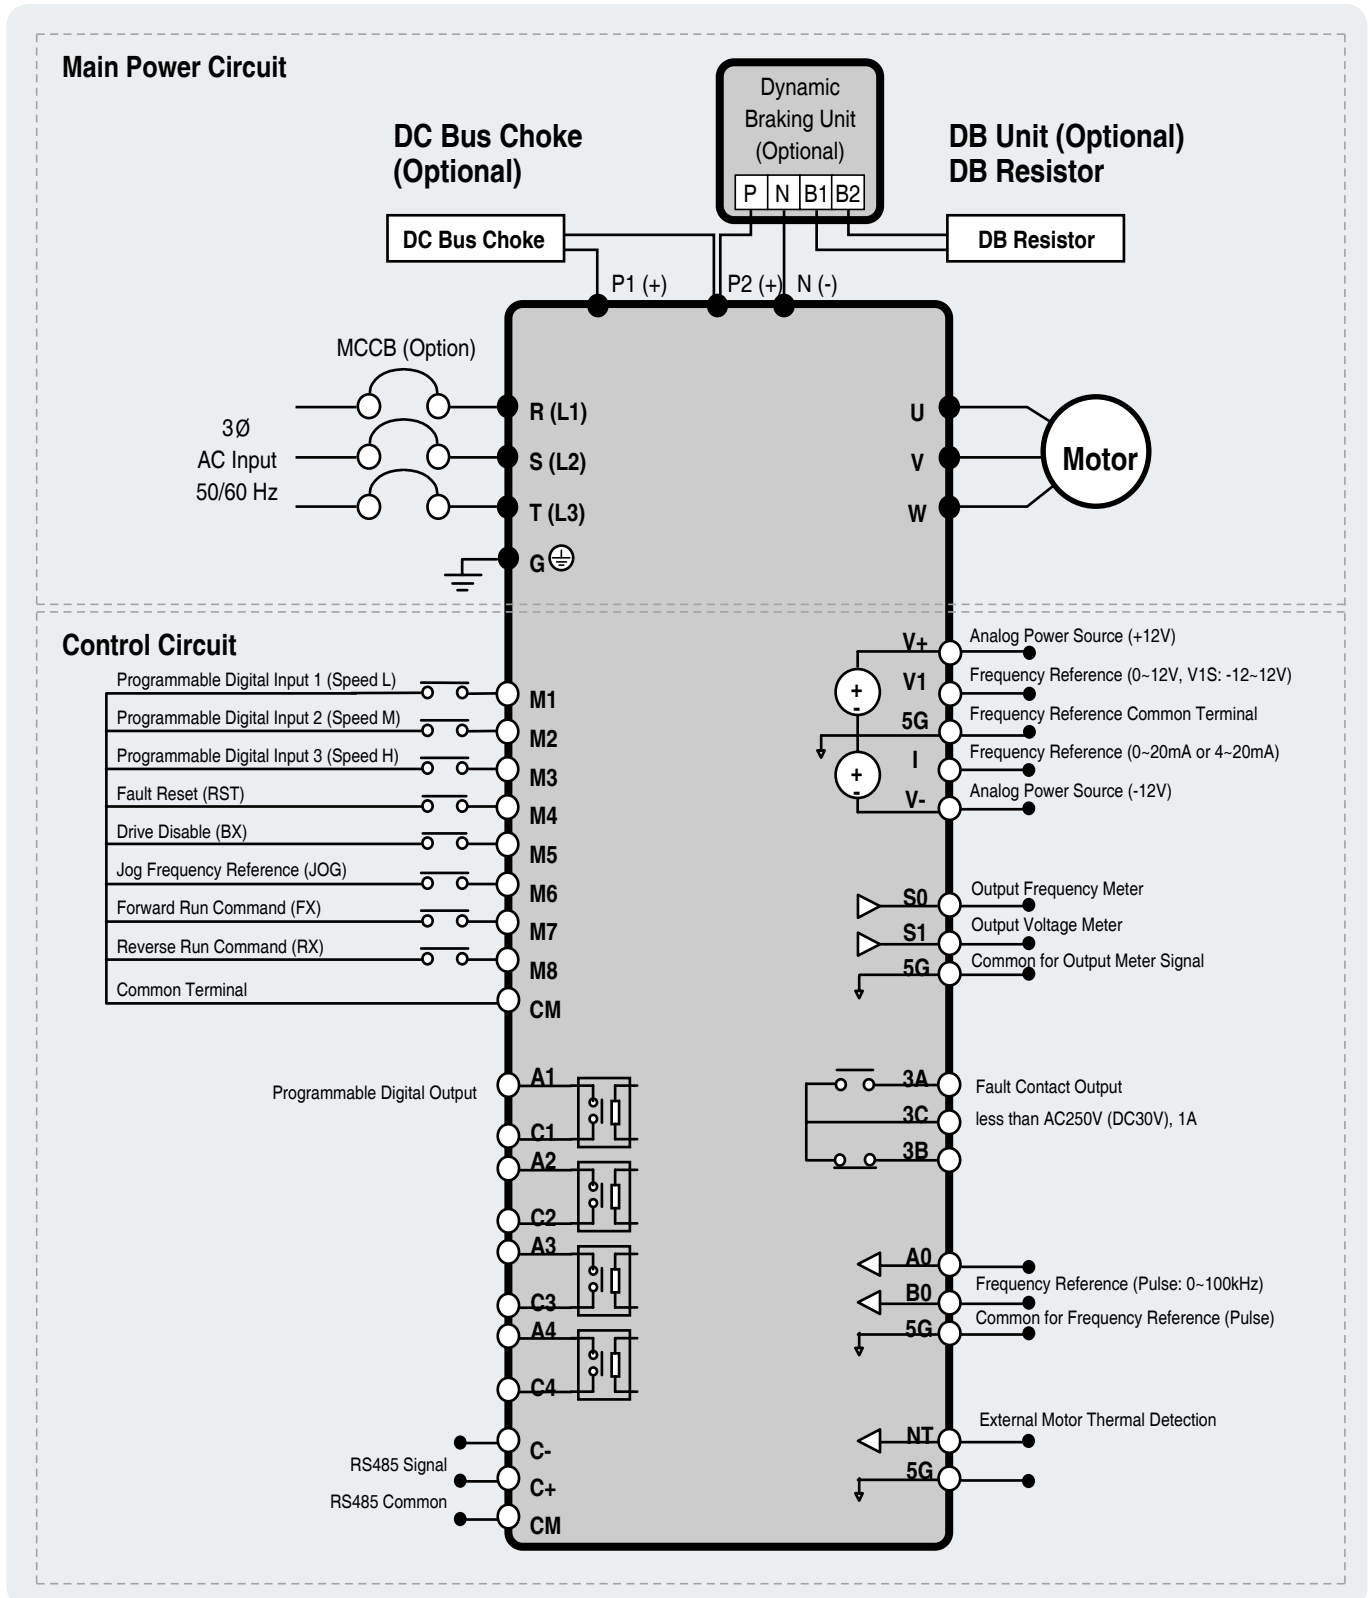 Main Power Circuit
Dynamic
Braking Unit
(Optional)
P N B1 B2
DC Bus Choke
(Optional)
DB Unit (Optional)
DB Resistor
DC Bus Choke
DB Resistor
P1 (+)
P2 (+)
N (-)
MCCB (Option)
3Ø
AC Input
50/60 Hz
R (L1)
S (L2)
T (L3)
G
U
V
W
Motor
Control Circuit
Programmable Digital Input 1 (Speed L)
M1
Programmable Digital Input 2 (Speed M)
M2
Programmable Digital Input 3 (Speed H)
M3
Fault Reset (RST)
M4
Drive Disable (BX)
M5
Jog Frequency Reference (JOG)
M6
Forward Run Command (FX)
M7
Reverse Run Command (RX)
M8
Common Terminal
CM
Programmable Digital Output
A1
C1
A2
C2
A3
C3
A4
C4
RS485 Signal
RS485 Common
C-
C+
CM
V+
Analog Power Source (+12V)
+
-
V1
Frequency Reference (0~12V, V1S: -12~12V)
5G
Frequency Reference Common Terminal
+
-
I
Frequency Reference (0~20mA or 4~20mA)
V-
Analog Power Source (-12V)
S0
Output Frequency Meter
S1
Output Voltage Meter
5G
Common for Output Meter Signal
3A
Fault Contact Output
3C
less than AC250V (DC30V), 1A
3B
A0
B0
Frequency Reference (Pulse: 0~100kHz)
5G
Common for Frequency Reference (Pulse)
NT
External Motor Thermal Detection
5G